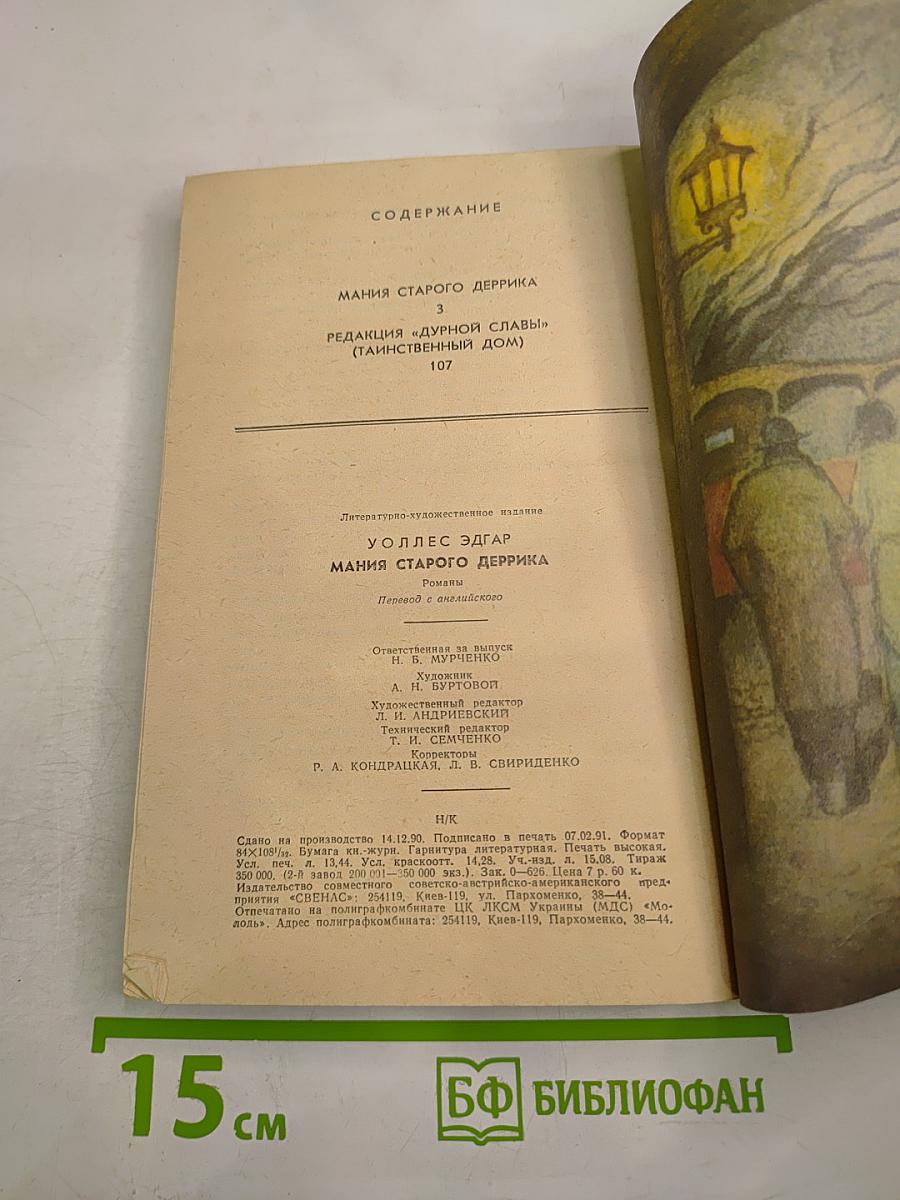 СОДЕРЖАНИЕ
МАНИЯ СТАРОГО ДЕРРИКА
3
РЕДАКЦИЯ «ДУРНОЙ СЛАВЫ»
(ТАИНСТВЕННЫЙ ДОМ)
107
Литературно-художественное издание
УОЛЛЕС ЭДГАР
МАНИЯ СТАРОГО ДЕРРИКА
Романы
Перевод с английского
Ответственная за выпуск
Н. Б. МУРЧЕНКО
Художник
А. Н. БУРТОВОЙ
Художественный редактор
Л. И. АНДРИЕВСКИЙ
Технический редактор
Т. И. СЕМЧЕНКО
Корректоры
Р. А. КОНДРАЦКАЯ, Л. В. СВИРИДЕНКО
Н/К
Сдано на производство 14.12.90. Подписано в печать 07.02.91. Формат
84×108¹/₃₂. Бумага кн.-журн. Гарнитура литературная. Печать высокая.
Усл. печ. л. 13,44. Усл. краскоотт. 14,28. Уч.-изд. л. 15,08. Тираж
350 000. (2-й завод 200 001—350 000 экз.). Зак. 0—626. Цена 7 р. 60 к.
Издательство совместного советско-австрийско-американского пред-
приятия «СВЕНАС»: 254119, Киев-119, ул. Пархоменко, 38—44.
Отпечатано на полиграфкомбинате ЦК ЛКСМ Украины (МДС) «Мо-
лодь». Адрес полиграфкомбината: 254119, Киев-119, Пархоменко, 38—44.
15 см
БФ БИБЛИОФАН